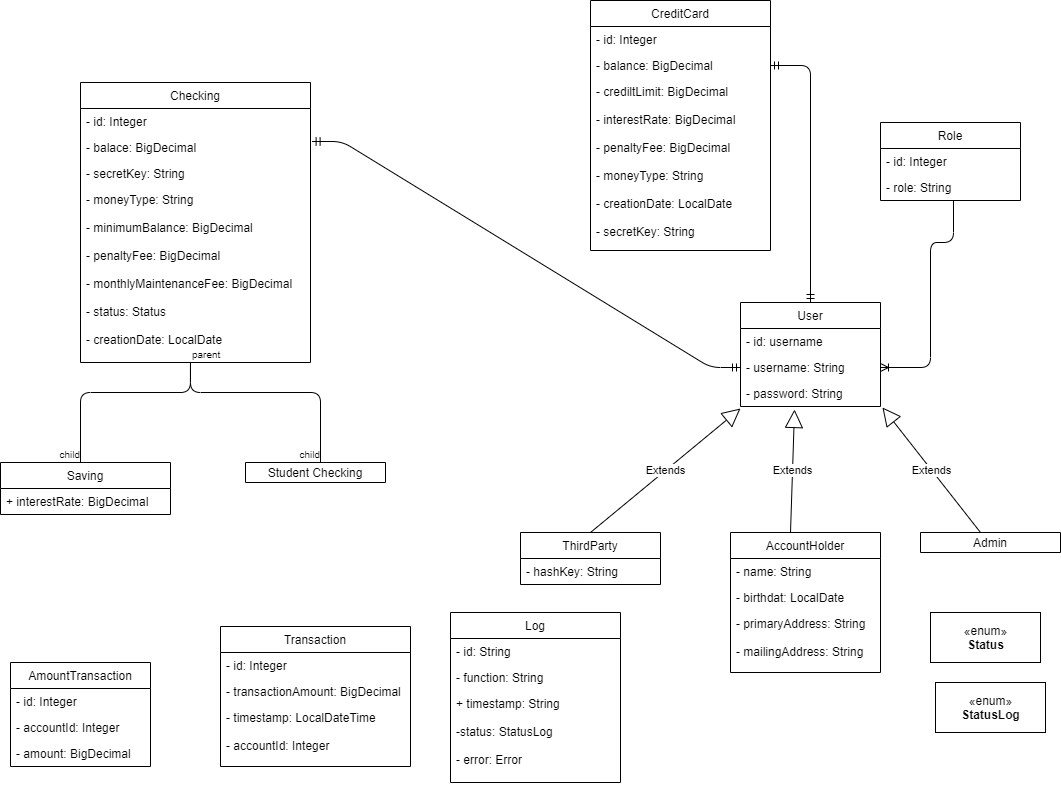 CreditCard
- id: Integer
- balance: BigDecimal
- crediltLimit: BigDecimal
- interestRate: BigDecimal
- penaltyFee: BigDecimal
- moneyType: String
- creationDate: LocalDate
- secretKey: String
Checking
- id: Integer
- balace: BigDecimal
- secretKey: String
- moneyType: String
- minimumBalance: BigDecimal
- penaltyFee: BigDecimal
- monthlyMaintenanceFee: BigDecimal
- status: Status
- creationDate: LocalDate
parent
Role
- id: Integer
- role: String
User
- id: username
- username: String
- password: String
child
child
Saving
+ interestRate: BigDecimal
Student Checking
Extends
Extends
Extends
ThirdParty
- hashKey: String
AccountHolder
- name: String
- birthdat: LocalDate
- primaryAddress: String
- mailingAddress: String
Admin
AmountTransaction
- id: Integer
- accountId: Integer
- amount: BigDecimal
Transaction
- id: Integer
- transactionAmount: BigDecimal
- timestamp: LocalDateTime
- accountId: Integer
Log
- id: String
- function: String
+ timestamp: String
-status: StatusLog
- error: Error
«enum»
Status
«enum»
StatusLog